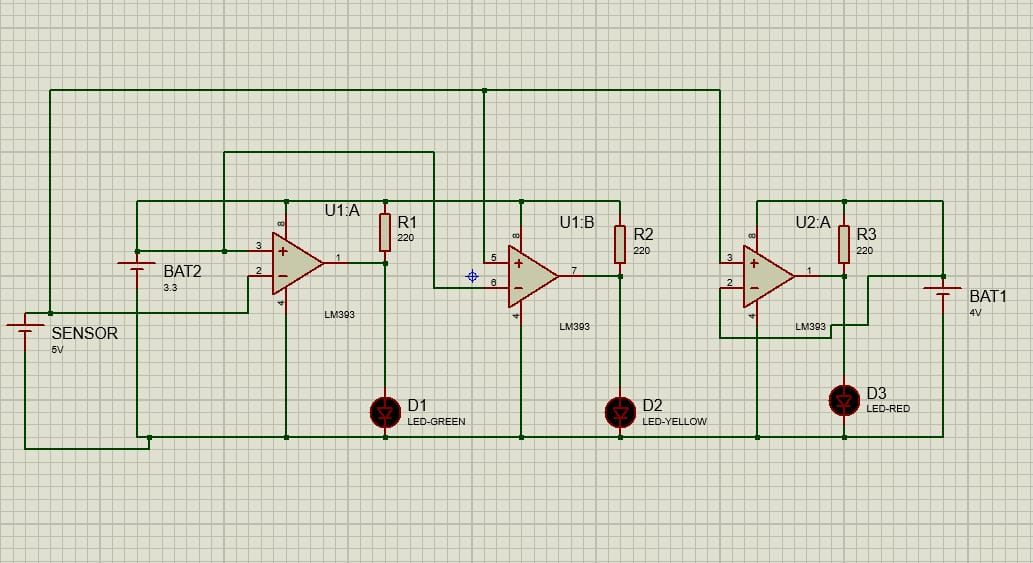 U1:A
R1
220
3
2
1
8
4
LM393
BAT2
3.3
SENSOR
5V
D1
LED-GREEN
U1:B
R2
220
5
6
7
8
4
LM393
D2
LED-YELLOW
U2:A
R3
220
3
2
1
8
4
LM393
BAT1
4V
D3
LED-RED